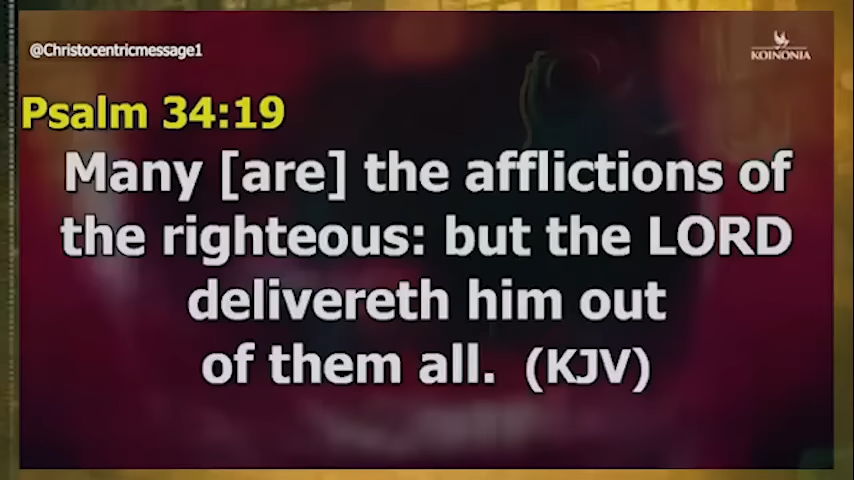 @Christocentricmessage1
KOINONIA
Psalm 34:19
Many [are] the afflictions of
the righteous: but the LORD
delivereth him out
of them all. (KJV)